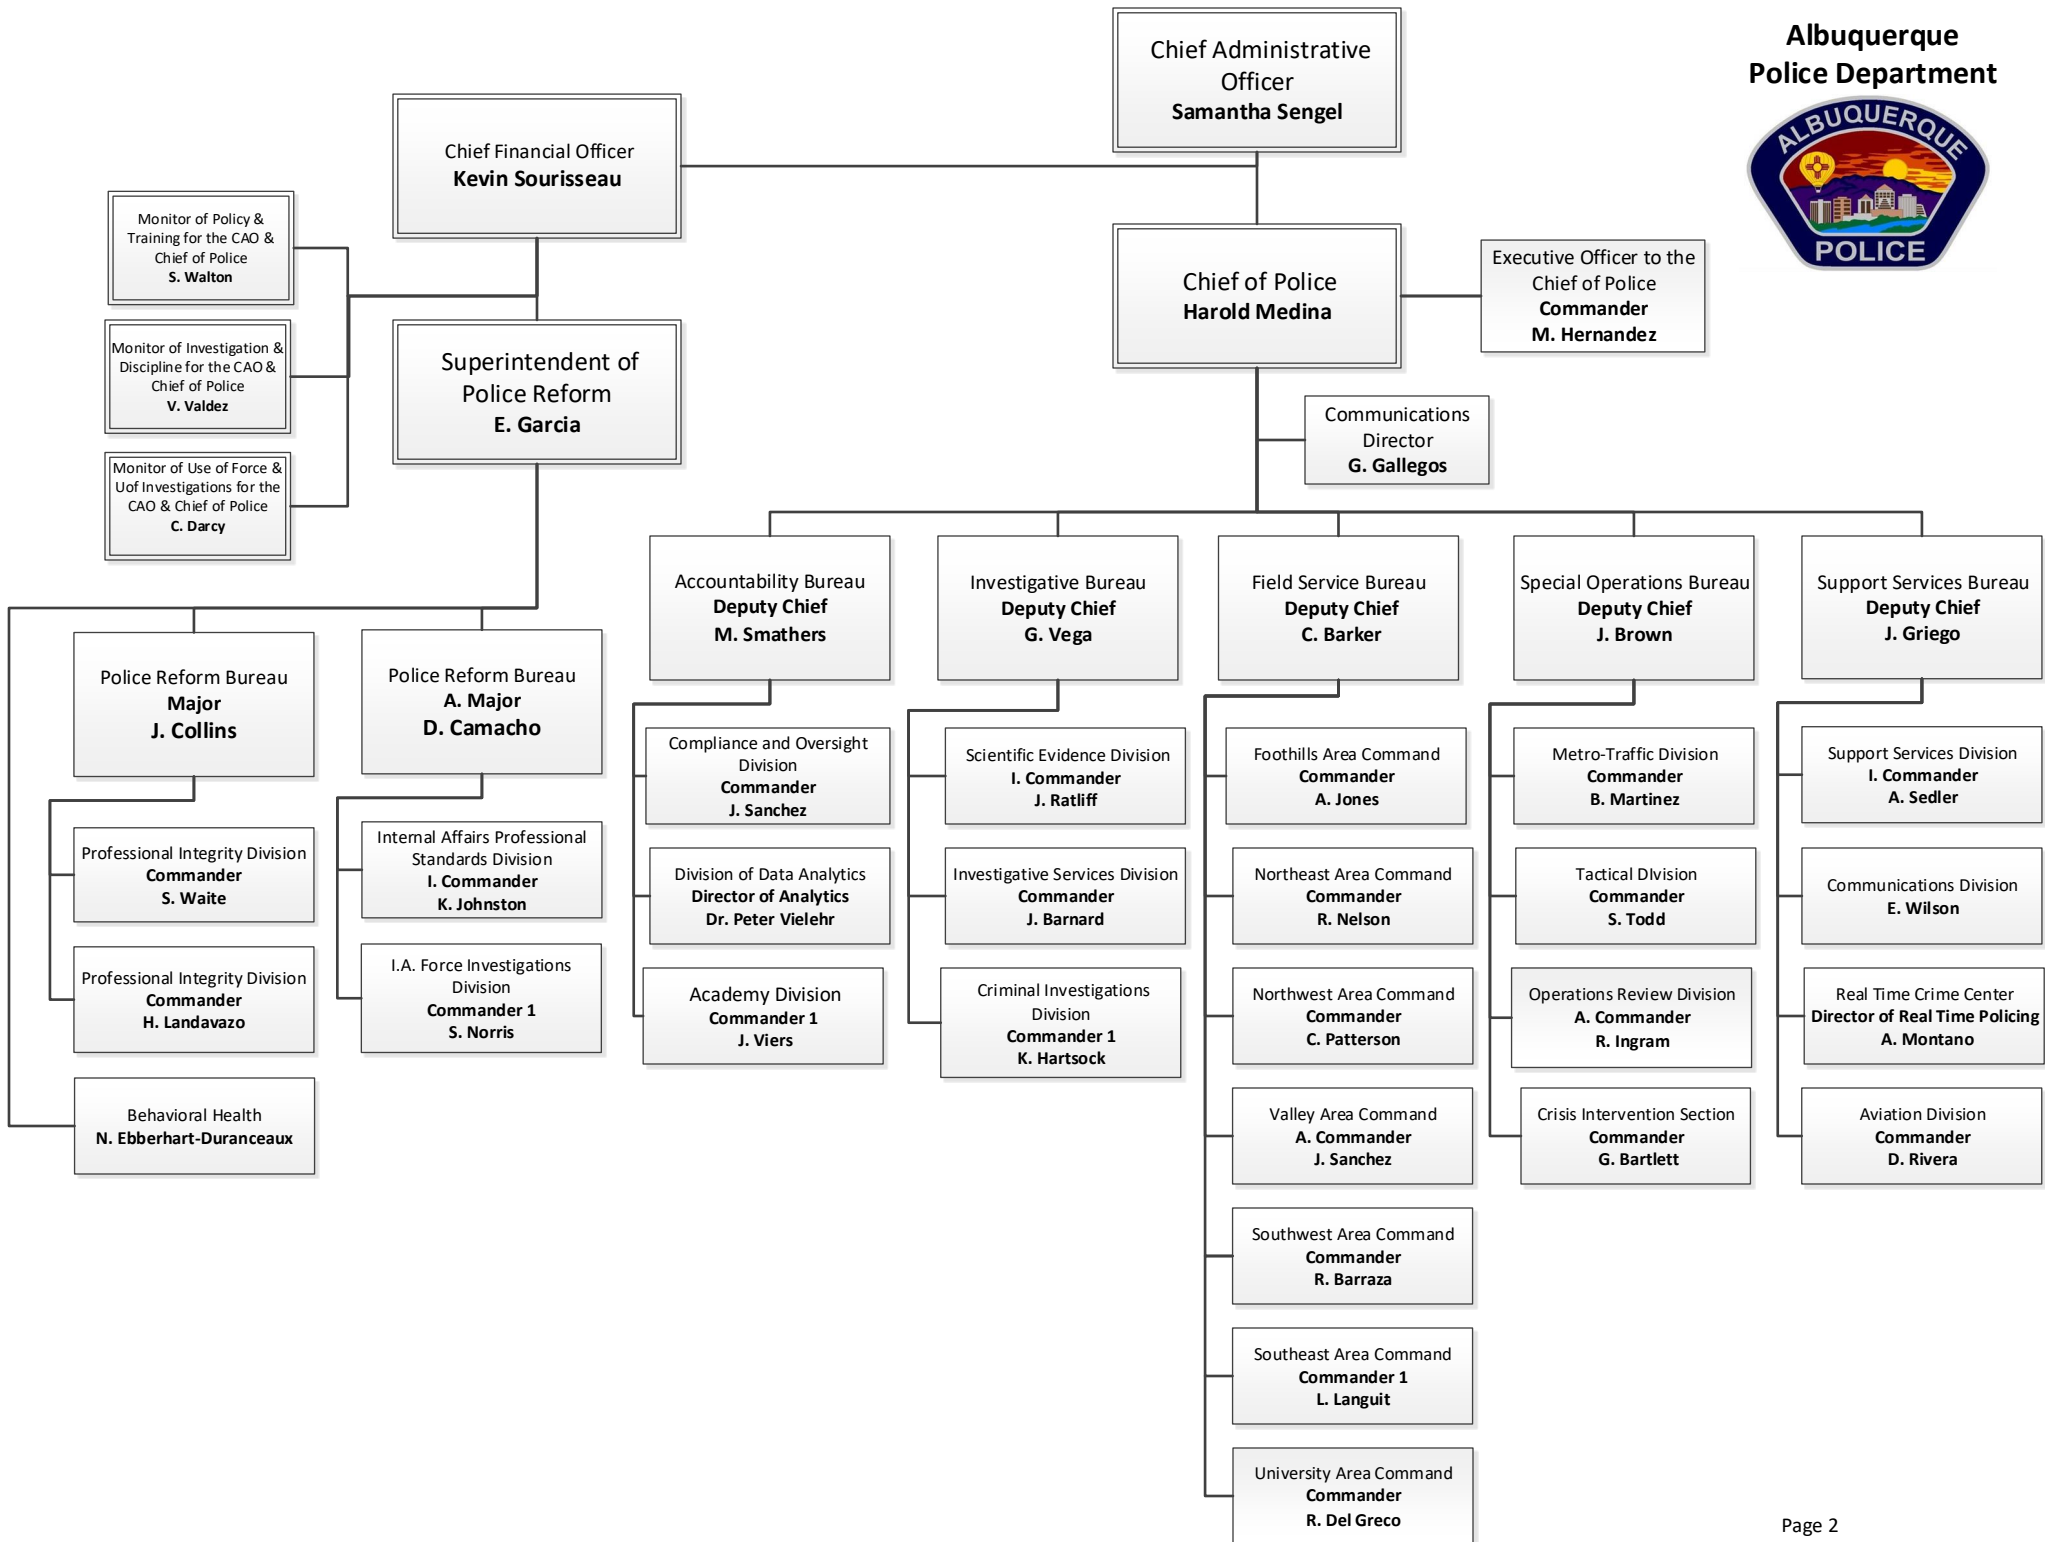 Albuquerque
Police Department
ALBUQUERQUE
POLICE
Chief Administrative
Officer
Samantha Sengel
Chief Financial Officer
Kevin Sourisseau
Monitor of Policy &
Training for the CAO &
Chief of Police
S. Walton
Monitor of Investigation &
Discipline for the CAO &
Chief of Police
V. Valdez
Monitor of Use of Force &
Uof Investigations for the
CAO & Chief of Police
C. Darcy
Superintendent of
Police Reform
E. Garcia
Chief of Police
Harold Medina
Executive Officer to the
Chief of Police
Commander
M. Hernandez
Communications
Director
G. Gallegos
Police Reform Bureau
Major
J. Collins
Professional Integrity Division
Commander
S. Waite
Professional Integrity Division
Commander
H. Landavazo
Behavioral Health
N. Ebberhart-Duranceaux
Police Reform Bureau
A. Major
D. Camacho
Internal Affairs Professional
Standards Division
I. Commander
K. Johnston
I.A. Force Investigations
Division
Commander 1
S. Norris
Accountability Bureau
Deputy Chief
M. Smathers
Compliance and Oversight
Division
Commander
J. Sanchez
Division of Data Analytics
Director of Analytics
Dr. Peter Vielehr
Academy Division
Commander 1
J. Viers
Investigative Bureau
Deputy Chief
G. Vega
Scientific Evidence Division
I. Commander
J. Ratliff
Investigative Services Division
Commander
J. Barnard
Criminal Investigations
Division
Commander 1
K. Hartsock
Field Service Bureau
Deputy Chief
C. Barker
Foothills Area Command
Commander
A. Jones
Northeast Area Command
Commander
R. Nelson
Northwest Area Command
Commander
C. Patterson
Valley Area Command
A. Commander
J. Sanchez
Southwest Area Command
Commander
R. Barraza
Southeast Area Command
Commander 1
L. Languit
University Area Command
Commander
R. Del Greco
Special Operations Bureau
Deputy Chief
J. Brown
Metro-Traffic Division
Commander
B. Martinez
Tactical DIvision
Commander
S. Todd
Operations Review Division
A. Commander
R. Ingram
Crisis Intervention Section
Commander
G. Bartlett
Support Services Bureau
Deputy Chief
J. Griego
Support Services Division
I. Commander
A. Sedler
Communications Division
E. Wilson
Real Time Crime Center
Director of Real Time Policing
A. Montano
Aviation Division
Commander
D. Rivera
Page 2